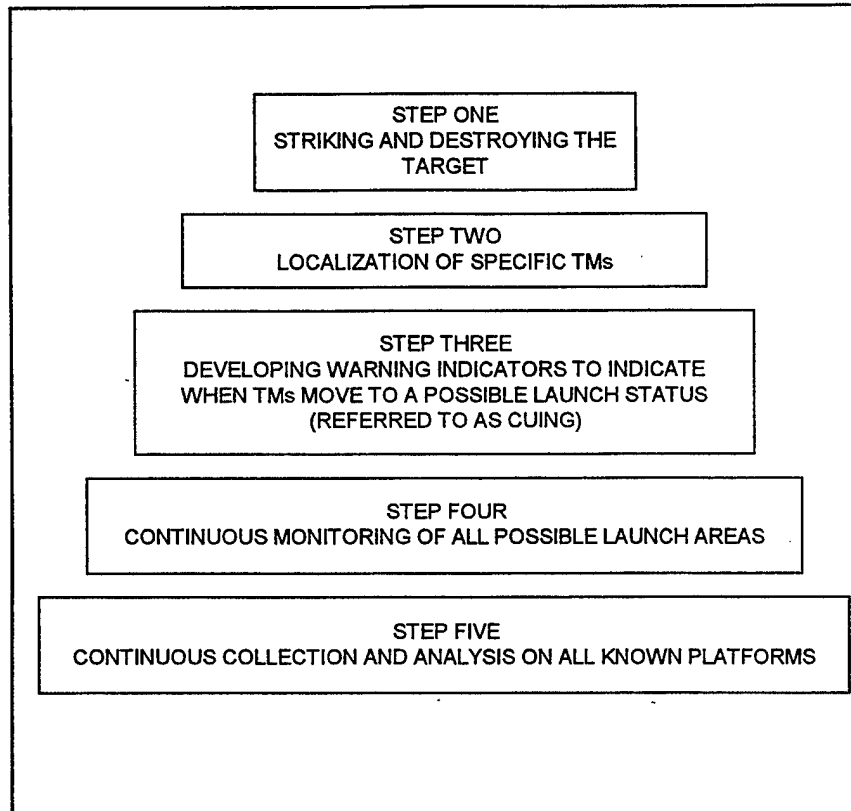 STEP ONE
STRIKING AND DESTROYING THE
TARGET
STEP TWO
LOCALIZATION OF SPECIFIC TMs
STEP THREE
DEVELOPING WARNING INDICATORS TO INDICATE
WHEN TMs MOVE TO A POSSIBLE LAUNCH STATUS
(REFERRED TO AS CUING)
STEP FOUR
CONTINUOUS MONITORING OF ALL POSSIBLE LAUNCH AREAS
STEP FIVE
CONTINUOUS COLLECTION AND ANALYSIS ON ALL KNOWN PLATFORMS